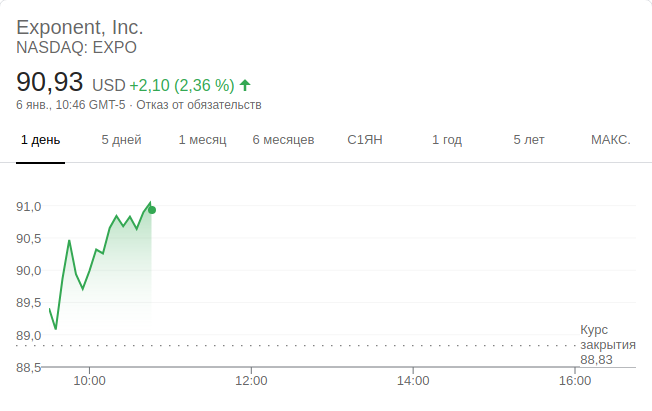 Exponent, Inc.
NASDAQ: EXPO
90,93 USD +2,10 (2,36 %)
6 янв., 10:46 GMT-5 · Отказ от обязательств
1 день 5 дней 1 месяц 6 месяцев С1ЯН 1 год 5 лет МАКС.
91,0
90,5
90,0
89,5
89,0
88,5
Курс
закрытия
88,83
10:00 12:00 14:00 16:00